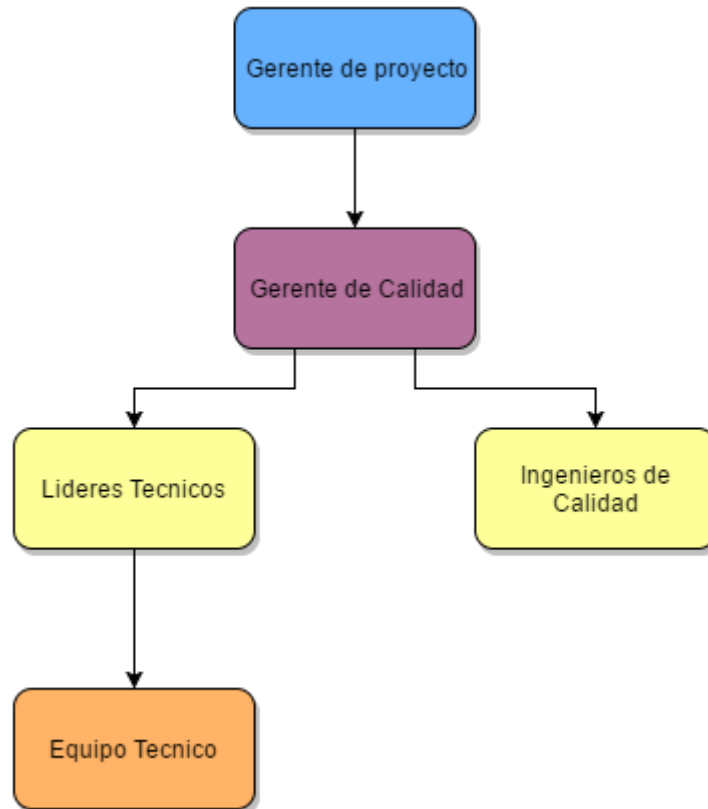 Gerente de proyecto
Gerente de Calidad
Lideres Tecnicos
Ingenieros de
Calidad
Equipo Tecnico